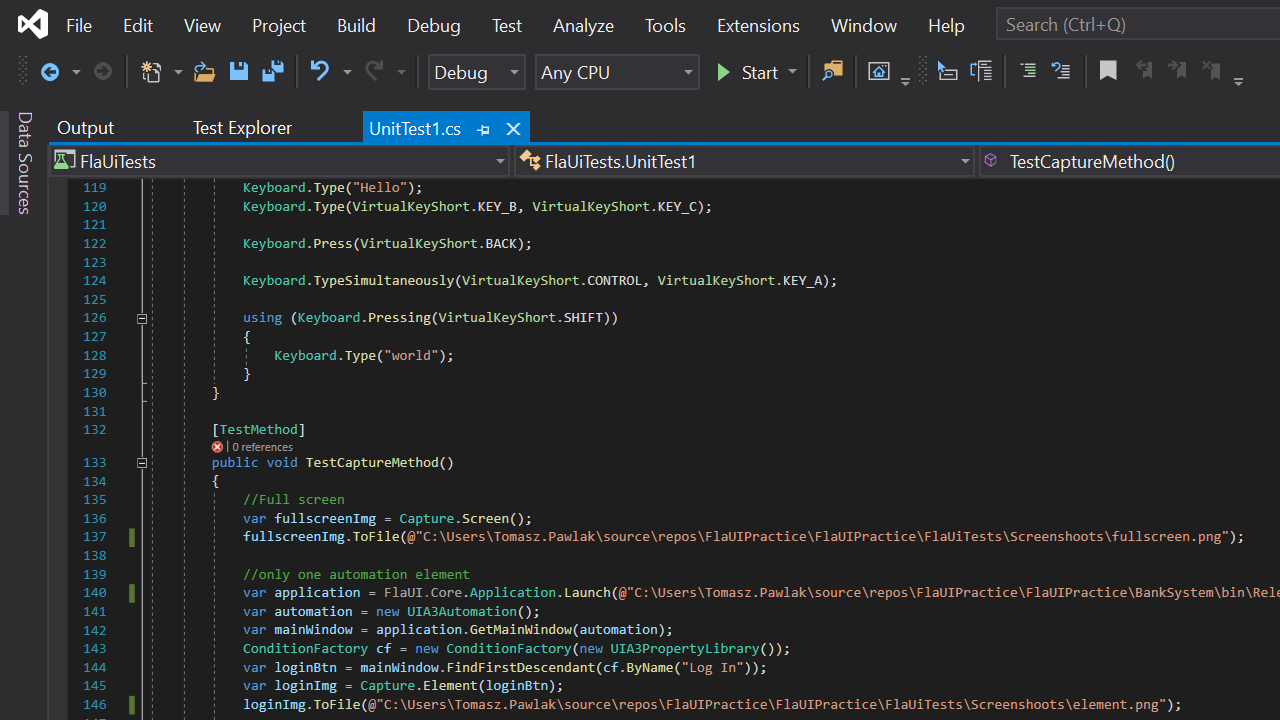 File Edit View Project Build Debug Test Analyze Tools Extensions Window Help Search (Ctrl+Q)
Debug Any CPU Start
Data Sources
Output Test Explorer UnitTest1.cs
FlaUiTests FlaUiTests.UnitTest1 TestCaptureMethod()
119 Keyboard.Type("Hello");
120 Keyboard.Type(VirtualKeyShort.KEY_B, VirtualKeyShort.KEY_C);
121
122 Keyboard.Press(VirtualKeyShort.BACK);
123
124 Keyboard.TypeSimultaneously(VirtualKeyShort.CONTROL, VirtualKeyShort.KEY_A);
125
126 using (Keyboard.Pressing(VirtualKeyShort.SHIFT))
127 {
128 Keyboard.Type("world");
129 }
130 }
131
132 [TestMethod]
| 0 references
133 public void TestCaptureMethod()
134 {
135 //Full screen
136 var fullscreenImg = Capture.Screen();
137 fullscreenImg.ToFile(@"C:\Users\Tomasz.Pawlak\source\repos\FlaUIPractice\FlaUIPractice\FlaUiTests\Screenshoots\fullscreen.png");
138
139 //only one automation element
140 var application = FlaUI.Core.Application.Launch(@"C:\Users\Tomasz.Pawlak\source\repos\FlaUIPractice\FlaUIPractice\BankSystem\bin\Rele
141 var automation = new UIA3Automation();
142 var mainWindow = application.GetMainWindow(automation);
143 ConditionFactory cf = new ConditionFactory(new UIA3PropertyLibrary());
144 var loginBtn = mainWindow.FindFirstDescendant(cf.ByName("Log In"));
145 var loginImg = Capture.Element(loginBtn);
146 loginImg.ToFile(@"C:\Users\Tomasz.Pawlak\source\repos\FlaUIPractice\FlaUIPractice\FlaUiTests\Screenshoots\element.png");